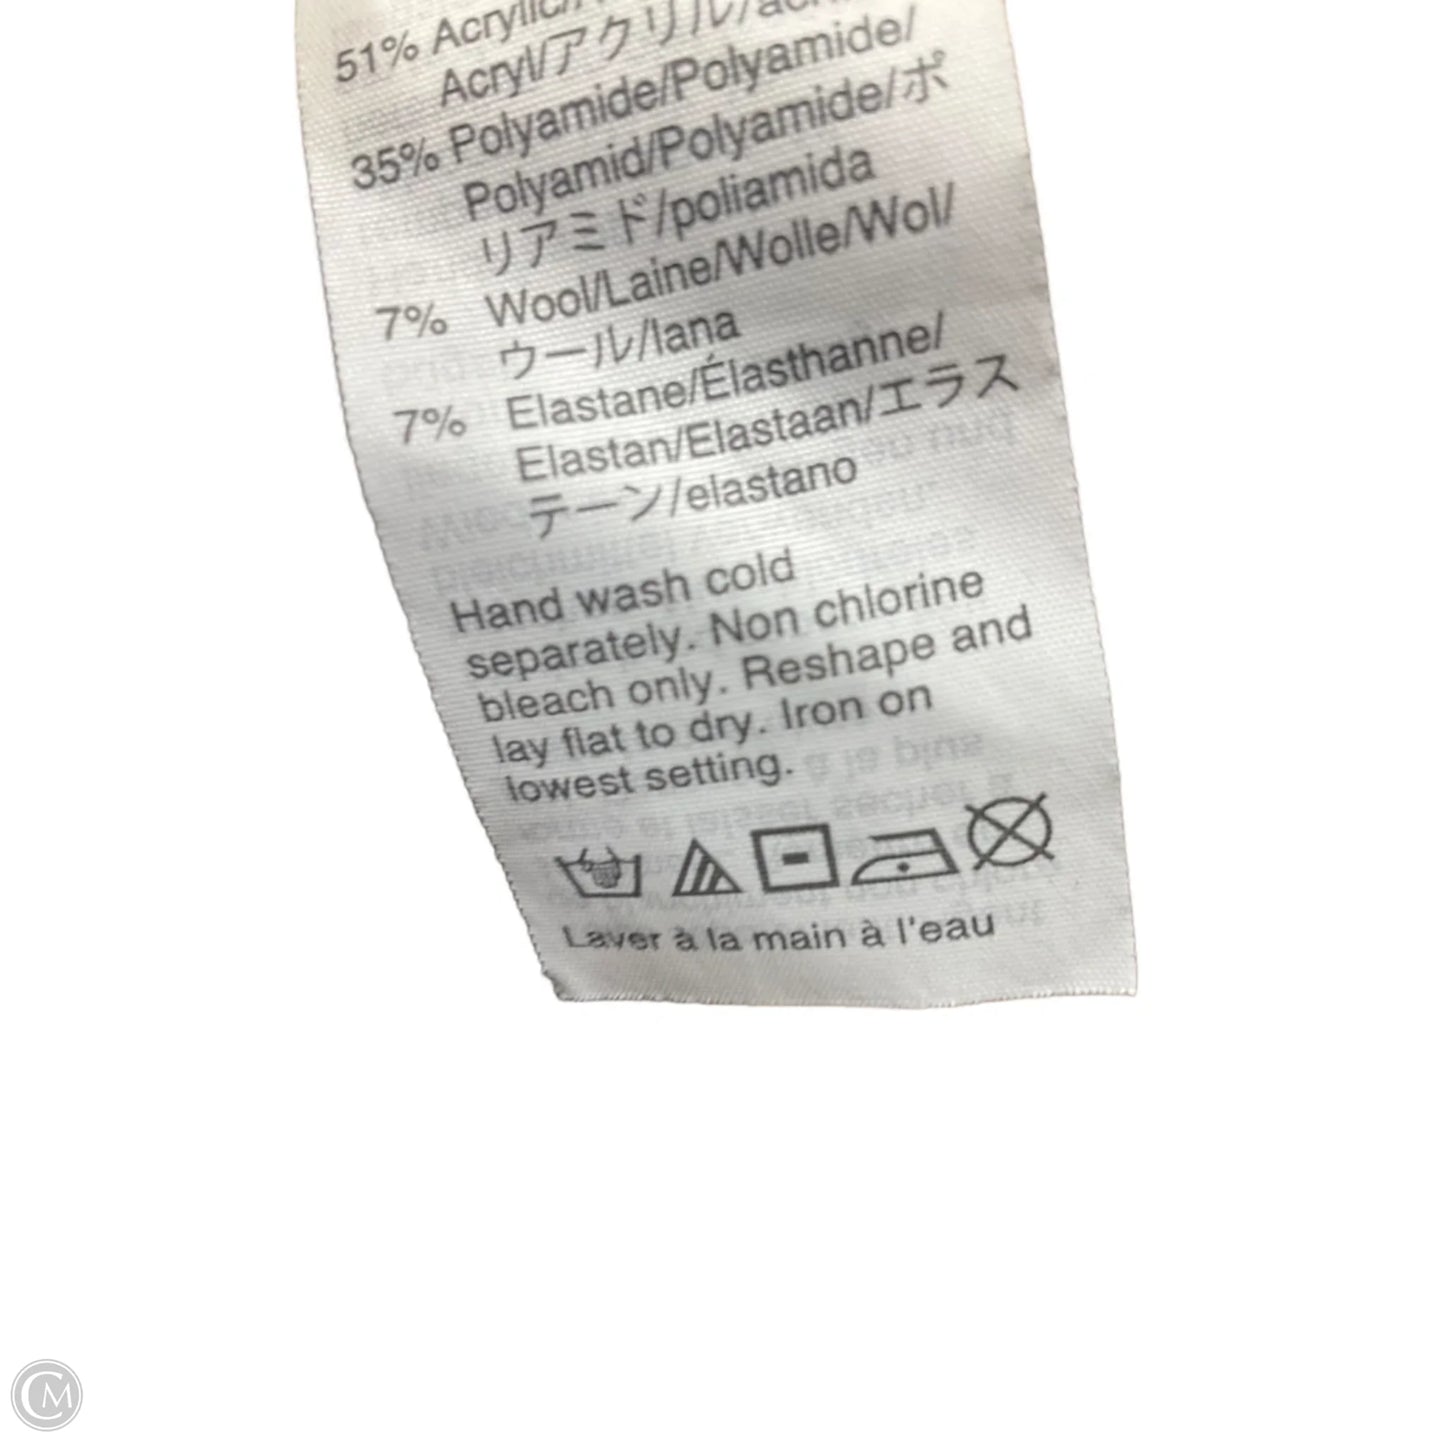 51% Acrylic/
Acryl/アクリル/
35% Polyamide/Polyamide/
Polyamid/Polyamide/ポ
リアミド/poliamida
7% Wool/Laine/Wolle/Wol/
ウール/lana
7% Elastane/Élasthanne/
Elastan/Elastaan/エラス
テーン/elastano
Hand wash cold
separately. Non chlorine
bleach only. Reshape and
lay flat to dry. Iron on
lowest setting.
Laver à la main à l'eau
CM